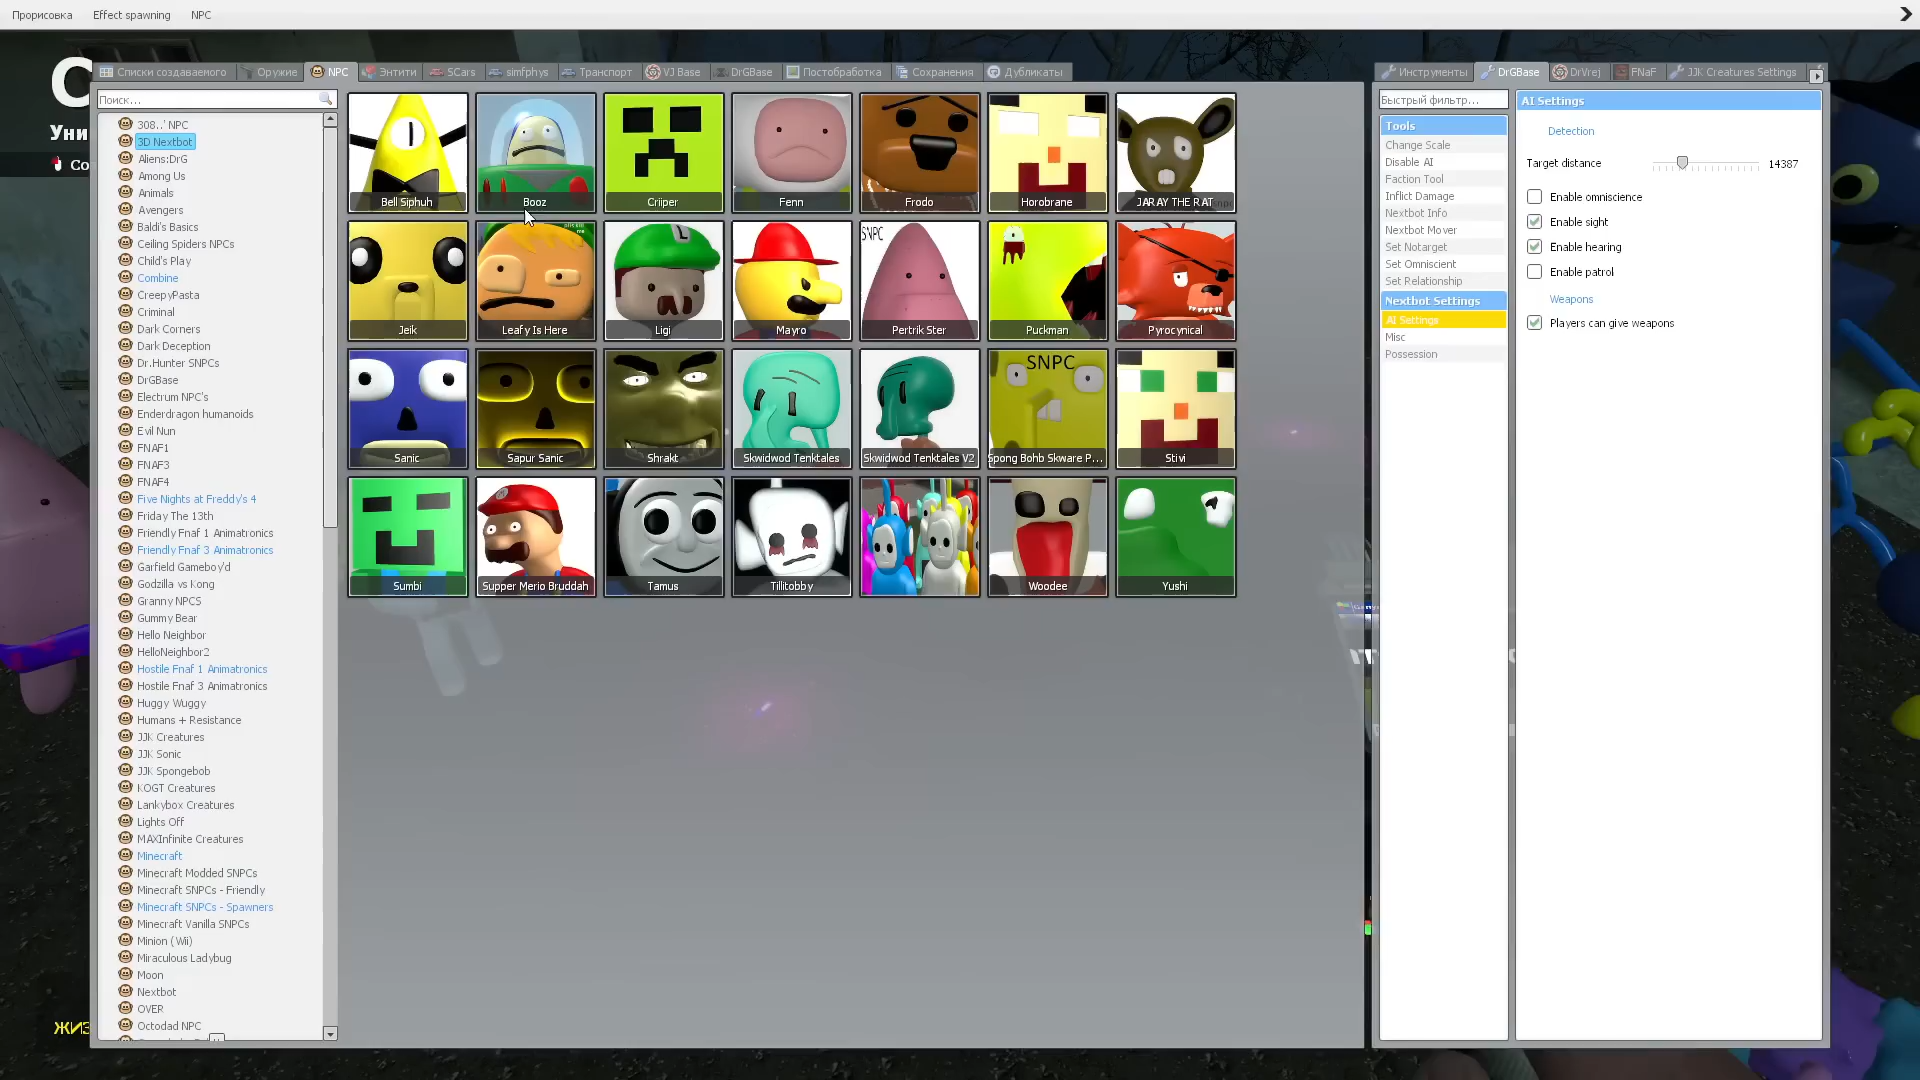 Прорисовка Effect spawning NPC
Списки создаваемого Оружие NPC Энтити SCars simfphys Транспорт VJ Base DrGBase Постобработка Сохранения Дубликаты
Инструменты DrGBase DrVrej FNaF JJK Creatures Settings
С
Уни
Со
ЖИЗ
Поиск...
308..' NPC
3D Nextbot
Aliens:DrG
Among Us
Animals
Avengers
Baldi's Basics
Ceiling Spiders NPCs
Child's Play
Combine
CreepyPasta
Criminal
Dark Corners
Dark Deception
Dr.Hunter SNPCs
DrGBase
Electrum NPC's
Enderdragon humanoids
Evil Nun
FNAF1
FNAF3
FNAF4
Five Nights at Freddy's 4
Friday The 13th
Friendly Fnaf 1 Animatronics
Friendly Fnaf 3 Animatronics
Garfield Gameboy'd
Godzilla vs Kong
Granny NPCS
Gummy Bear
Hello Neighbor
HelloNeighbor2
Hostile Fnaf 1 Animatronics
Hostile Fnaf 3 Animatronics
Huggy Wuggy
Humans + Resistance
JJK Creatures
JJK Sonic
JJK Spongebob
KOGT Creatures
Lankybox Creatures
Lights Off
MAXInfinite Creatures
Minecraft
Minecraft Modded SNPCs
Minecraft SNPCs - Friendly
Minecraft SNPCs - Spawners
Minecraft Vanilla SNPCs
Minion (Wii)
Miraculous Ladybug
Moon
Nextbot
OVER
Octodad NPC
Bell Siphuh Booz Criiper Fenn Frodo Horobrane JARAY THE RAT
SNPC
Jeik Leafy Is Here Ligi Mayro Pertrik Ster Puckman Pyrocynical
SNPC
Sanic Sapur Sanic Shrakt Skwidwod Tenktales Skwidwod Tenktales V2 Spong Bohb Skware P... Stivi
Sumbi Supper Merio Bruddah Tamus Tillitobby Woodee Yushi
Быстрый фильтр...
Tools
Change Scale
Disable AI
Faction Tool
Inflict Damage
Nextbot Info
Nextbot Mover
Set Notarget
Set Omniscient
Set Relationship
Nextbot Settings
AI Settings
Misc
Possession
AI Settings
Detection
Target distance 14387
Enable omniscience
Enable sight
Enable hearing
Enable patrol
Weapons
Players can give weapons